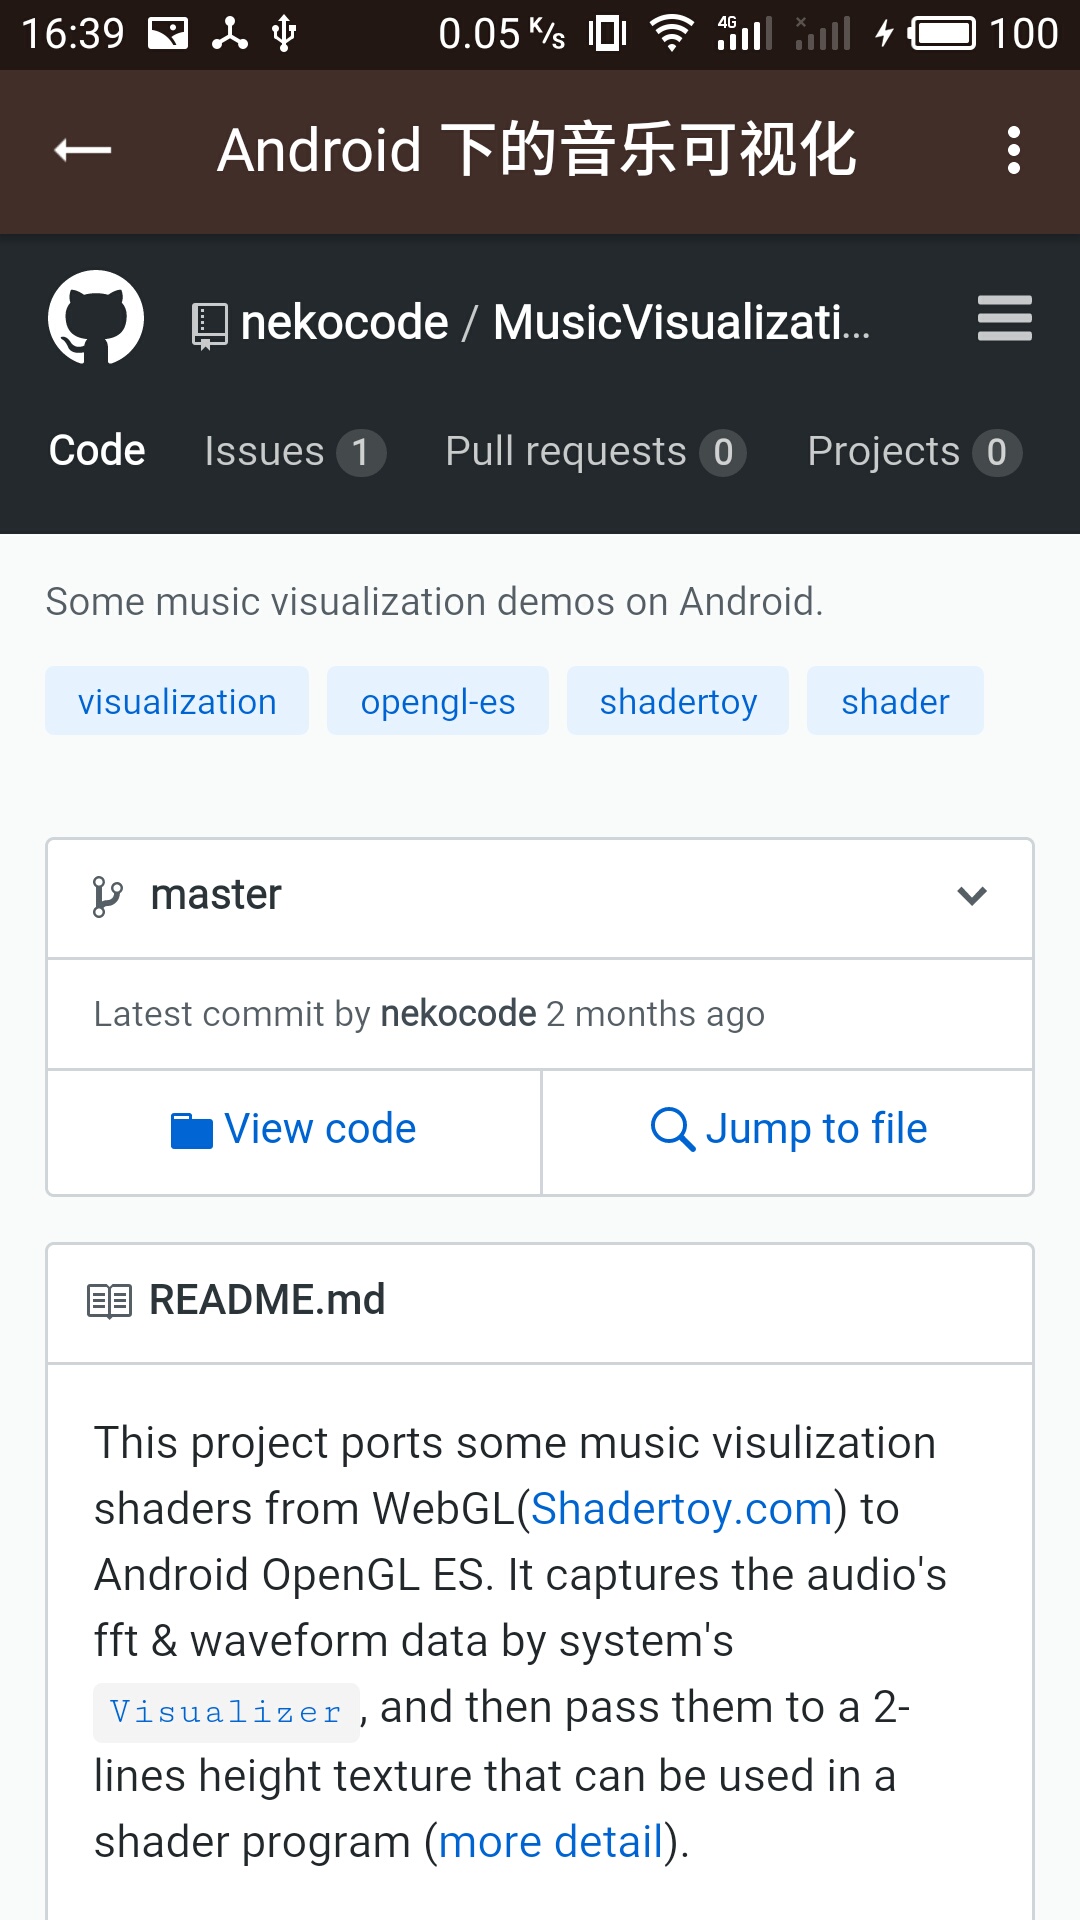 16:39 0.05 K/s 4G 100
Android 下的音乐可视化
nekocode / MusicVisualizati...
Code Issues 1 Pull requests 0 Projects 0
Some music visualization demos on Android.
visualization opengl-es shadertoy shader
master
Latest commit by nekocode 2 months ago
View code Jump to file
README.md
This project ports some music visulization
shaders from WebGL(Shadertoy.com) to
Android OpenGL ES. It captures the audio's
fft & waveform data by system's
Visualizer, and then pass them to a 2-
lines height texture that can be used in a
shader program (more detail).